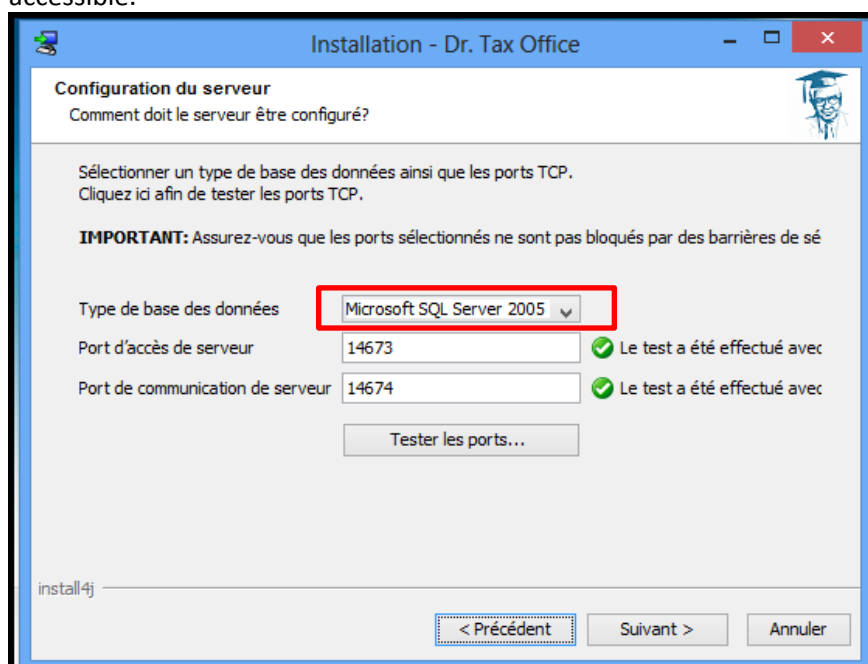 accessible.
Installation - Dr. Tax Office
Configuration du serveur
Comment doit le serveur être configuré?
Sélectionner un type de base des données ainsi que les ports TCP.
Cliquez ici afin de tester les ports TCP.
IMPORTANT: Assurez-vous que les ports sélectionnés ne sont pas bloqués par des barrières de sé
Type de base des données Microsoft SQL Server 2005
Port d'accès de serveur 14673 Le test a été effectué avec
Port de communication de serveur 14674 Le test a été effectué avec
Tester les ports...
install4j
< Précédent Suivant > Annuler